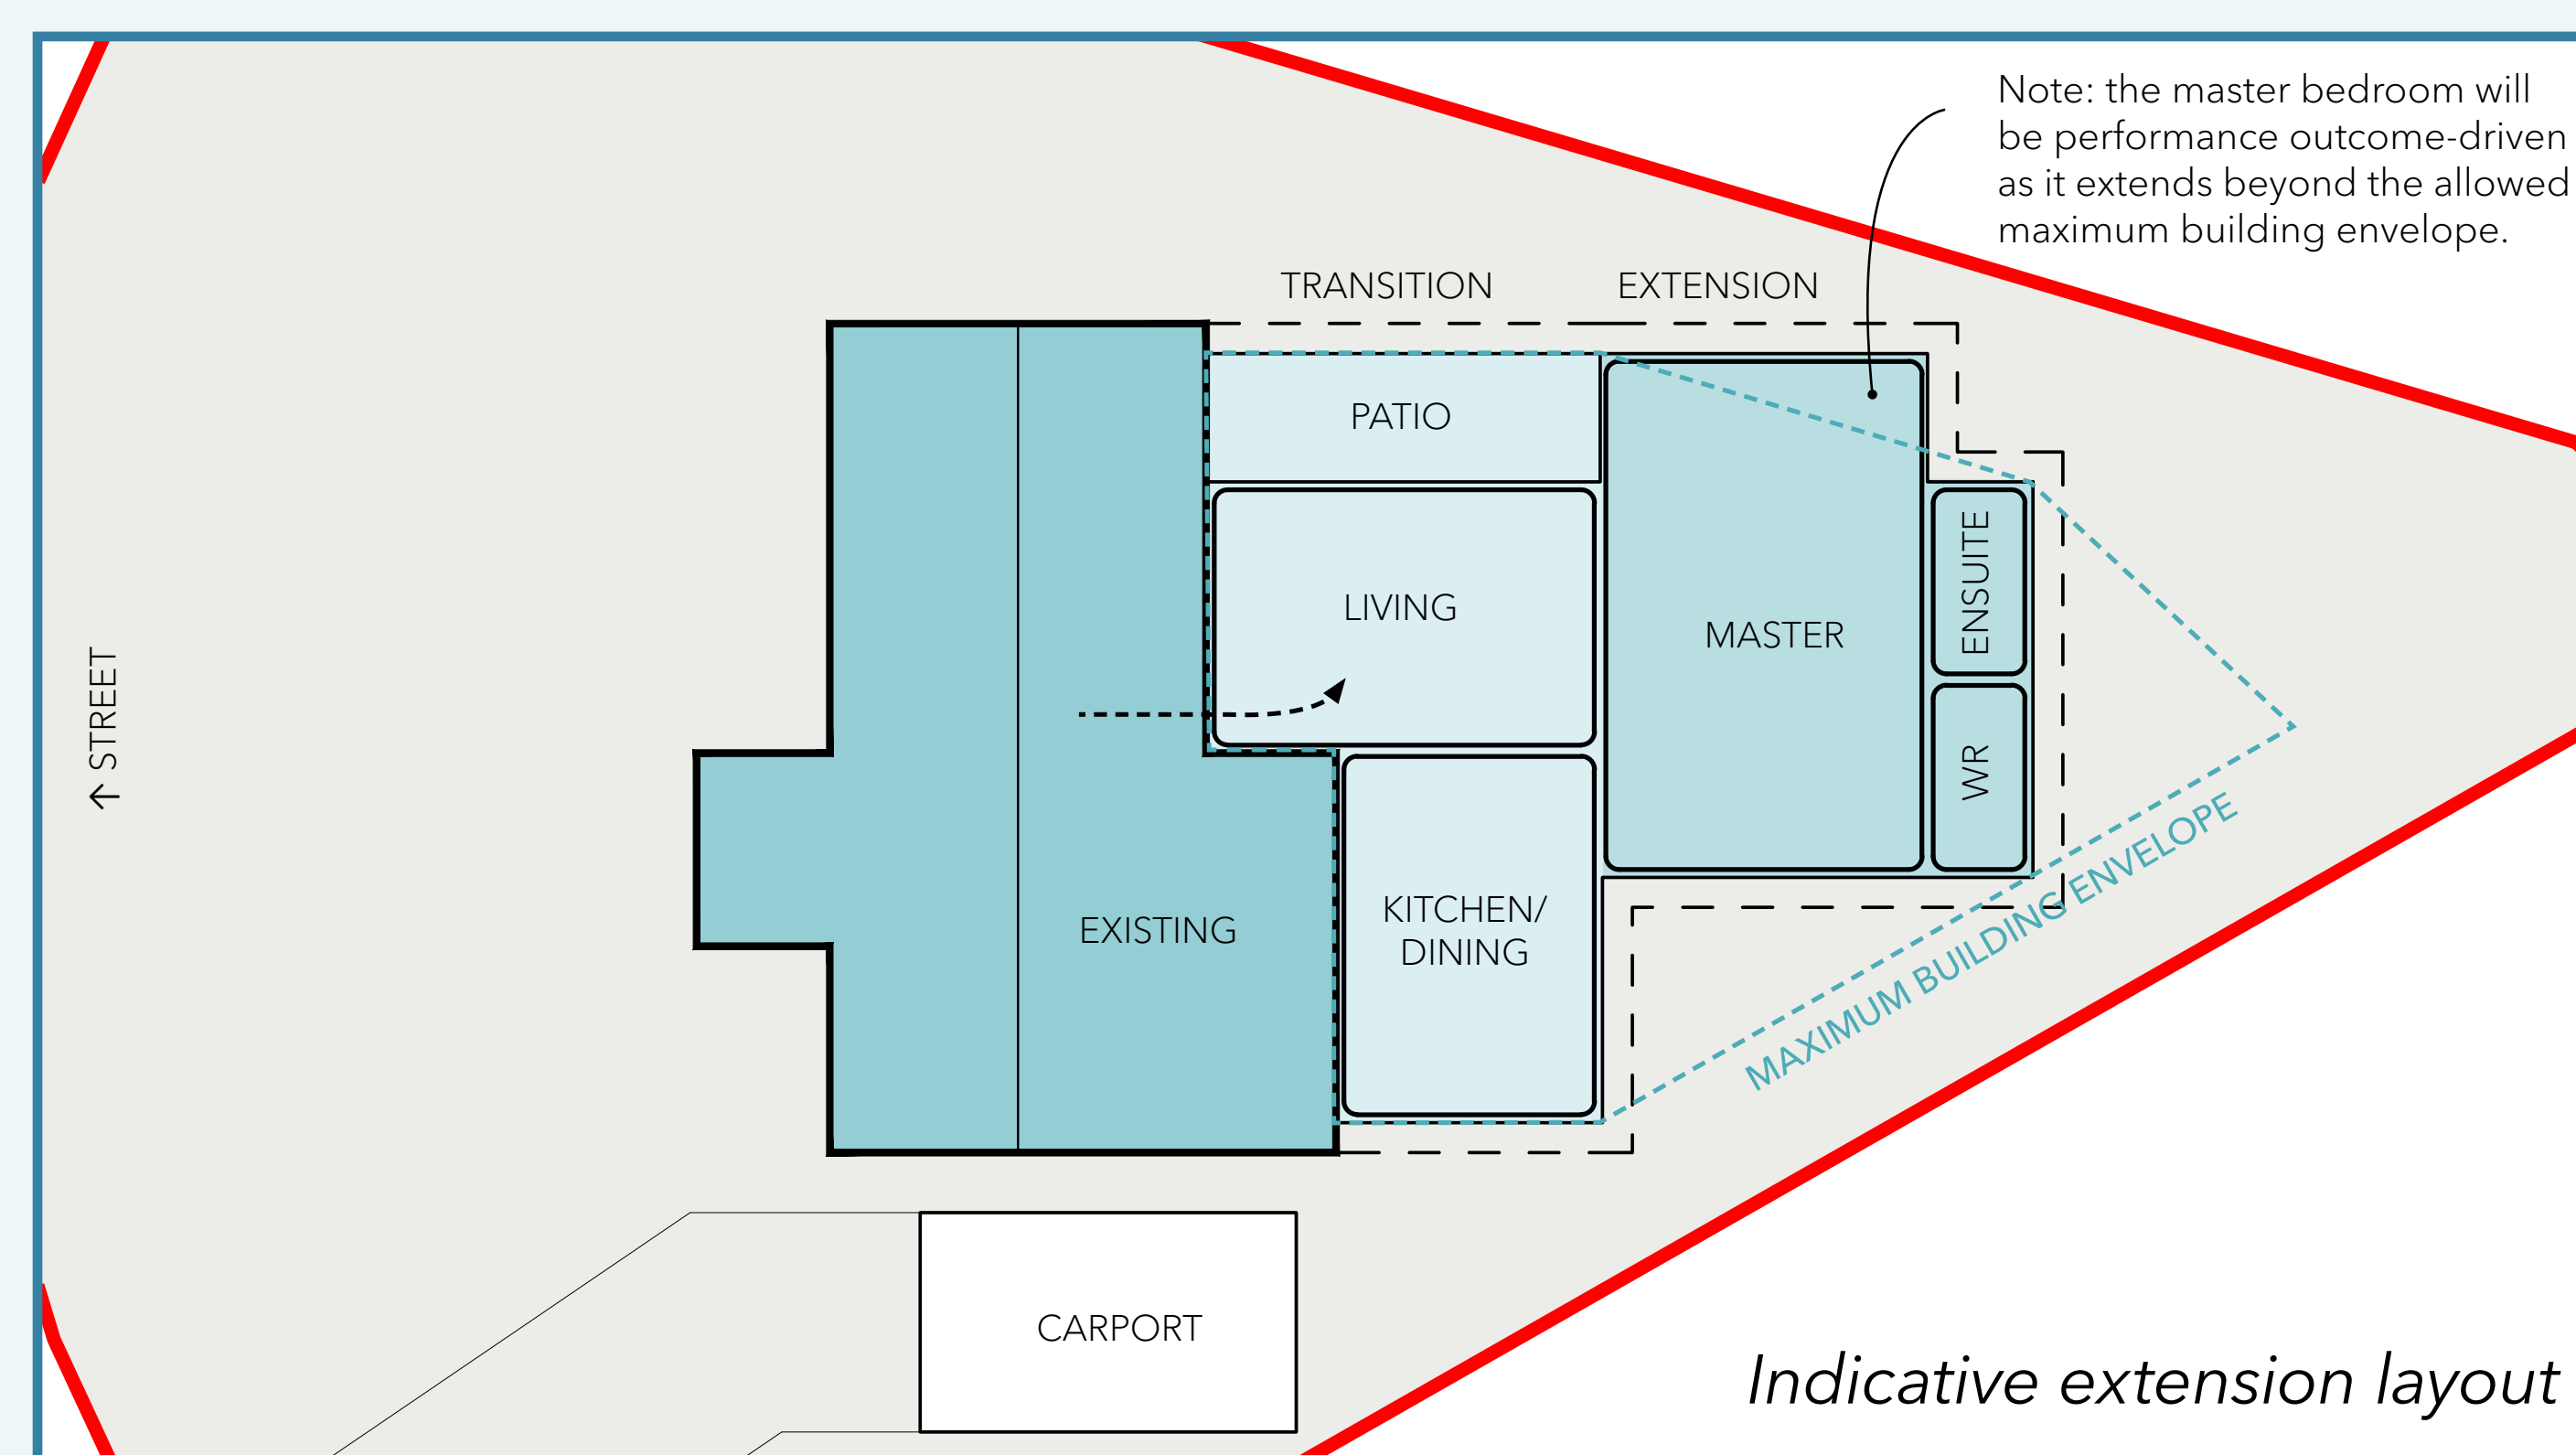 Note: the master bedroom will
be performance outcome-driven
as it extends beyond the allowed
maximum building envelope.
TRANSITION
EXTENSION
PATIO
LIVING
MASTER
ENSUITE
WR
← STREET
EXISTING
KITCHEN/
DINING
MAXIMUM BUILDING ENVELOPE
CARPORT
Indicative extension layout